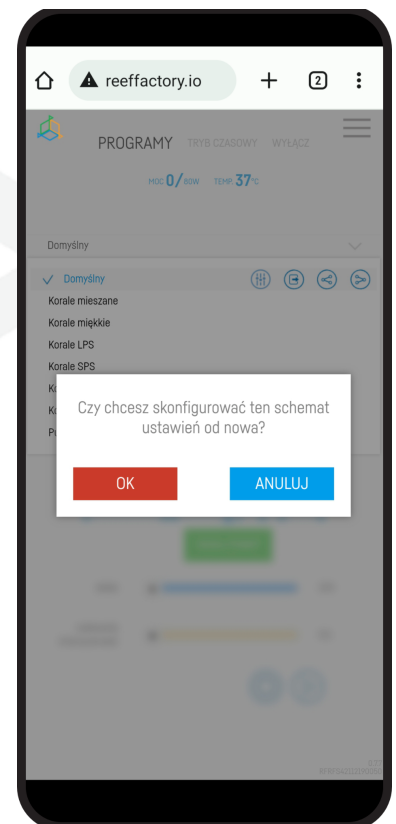 reeffactory.io
2
PROGRAMY TRYB CZASOWY WYŁĄCZ
MOC 0/80W TEMP. 37°C
Domyślny
Domyślny
Korale mieszane
Korale miękkie
Korale LPS
Korale SPS
Czy chcesz skonfigurować ten schemat
ustawień od nowa?
OK ANULUJ